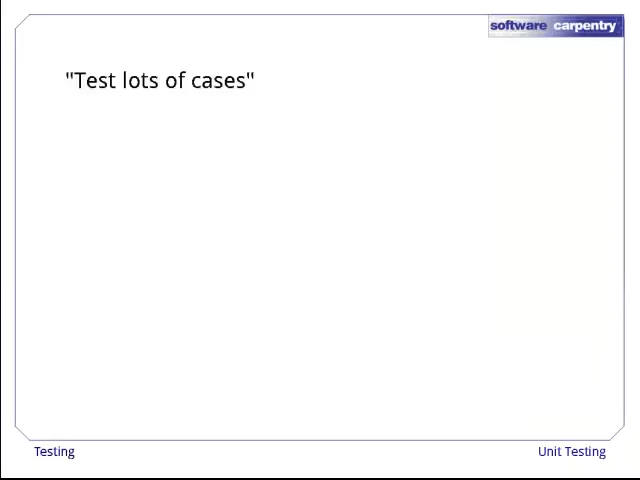 software carpentry
"Test lots of cases"
Testing
Unit Testing